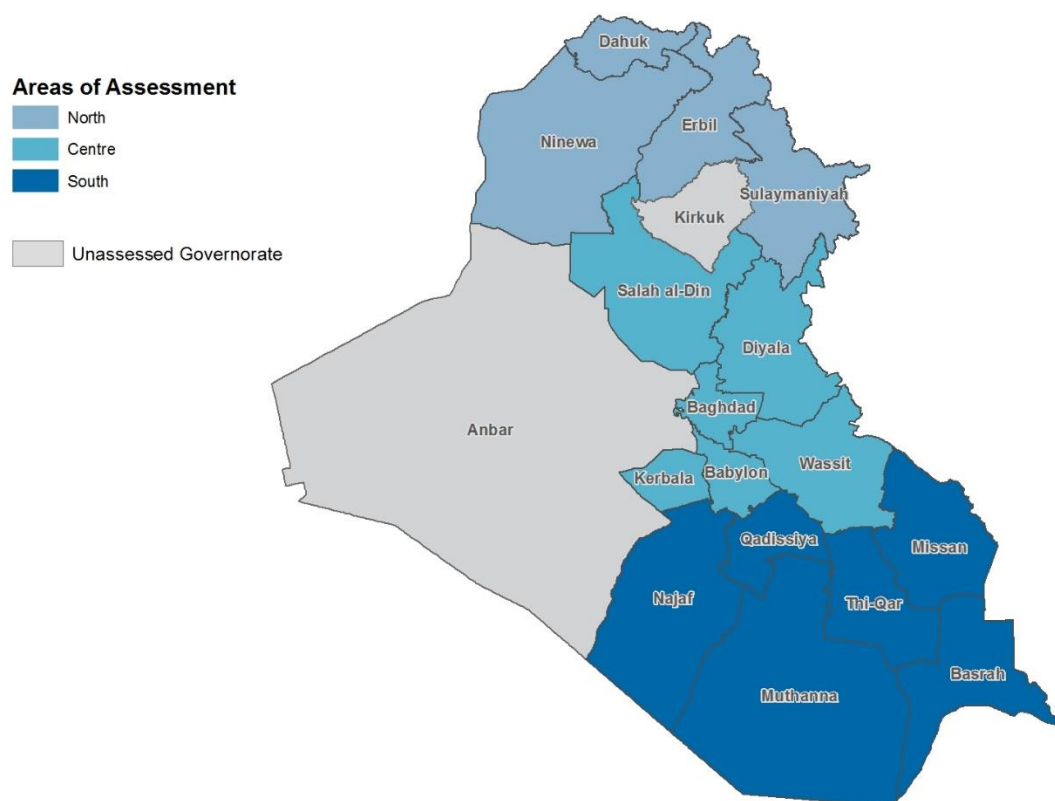 Areas of Assessment
North
Centre
South
Unassessed Governorate
Dahuk
Ninewa
Erbil
Sulaymaniyah
Kirkuk
Salah al-Din
Diyala
Baghdad
Anbar
Kerbala
Babylon
Wassit
Qadissiya
Missan
Najaf
Thi-Qar
Muthanna
Basrah